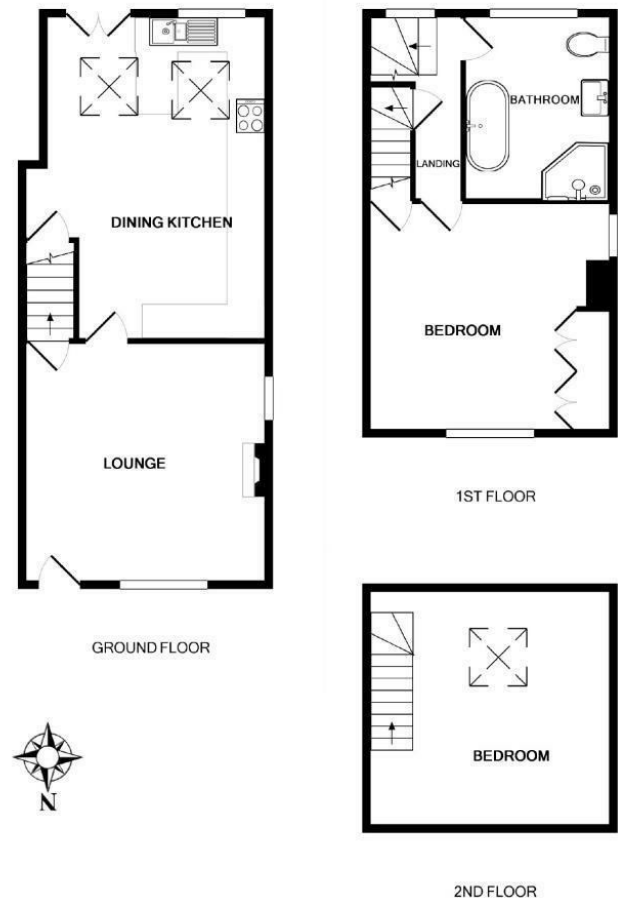 DINING KITCHEN
LOUNGE
GROUND FLOOR
BATHROOM
LANDING
BEDROOM
1ST FLOOR
BEDROOM
2ND FLOOR
N